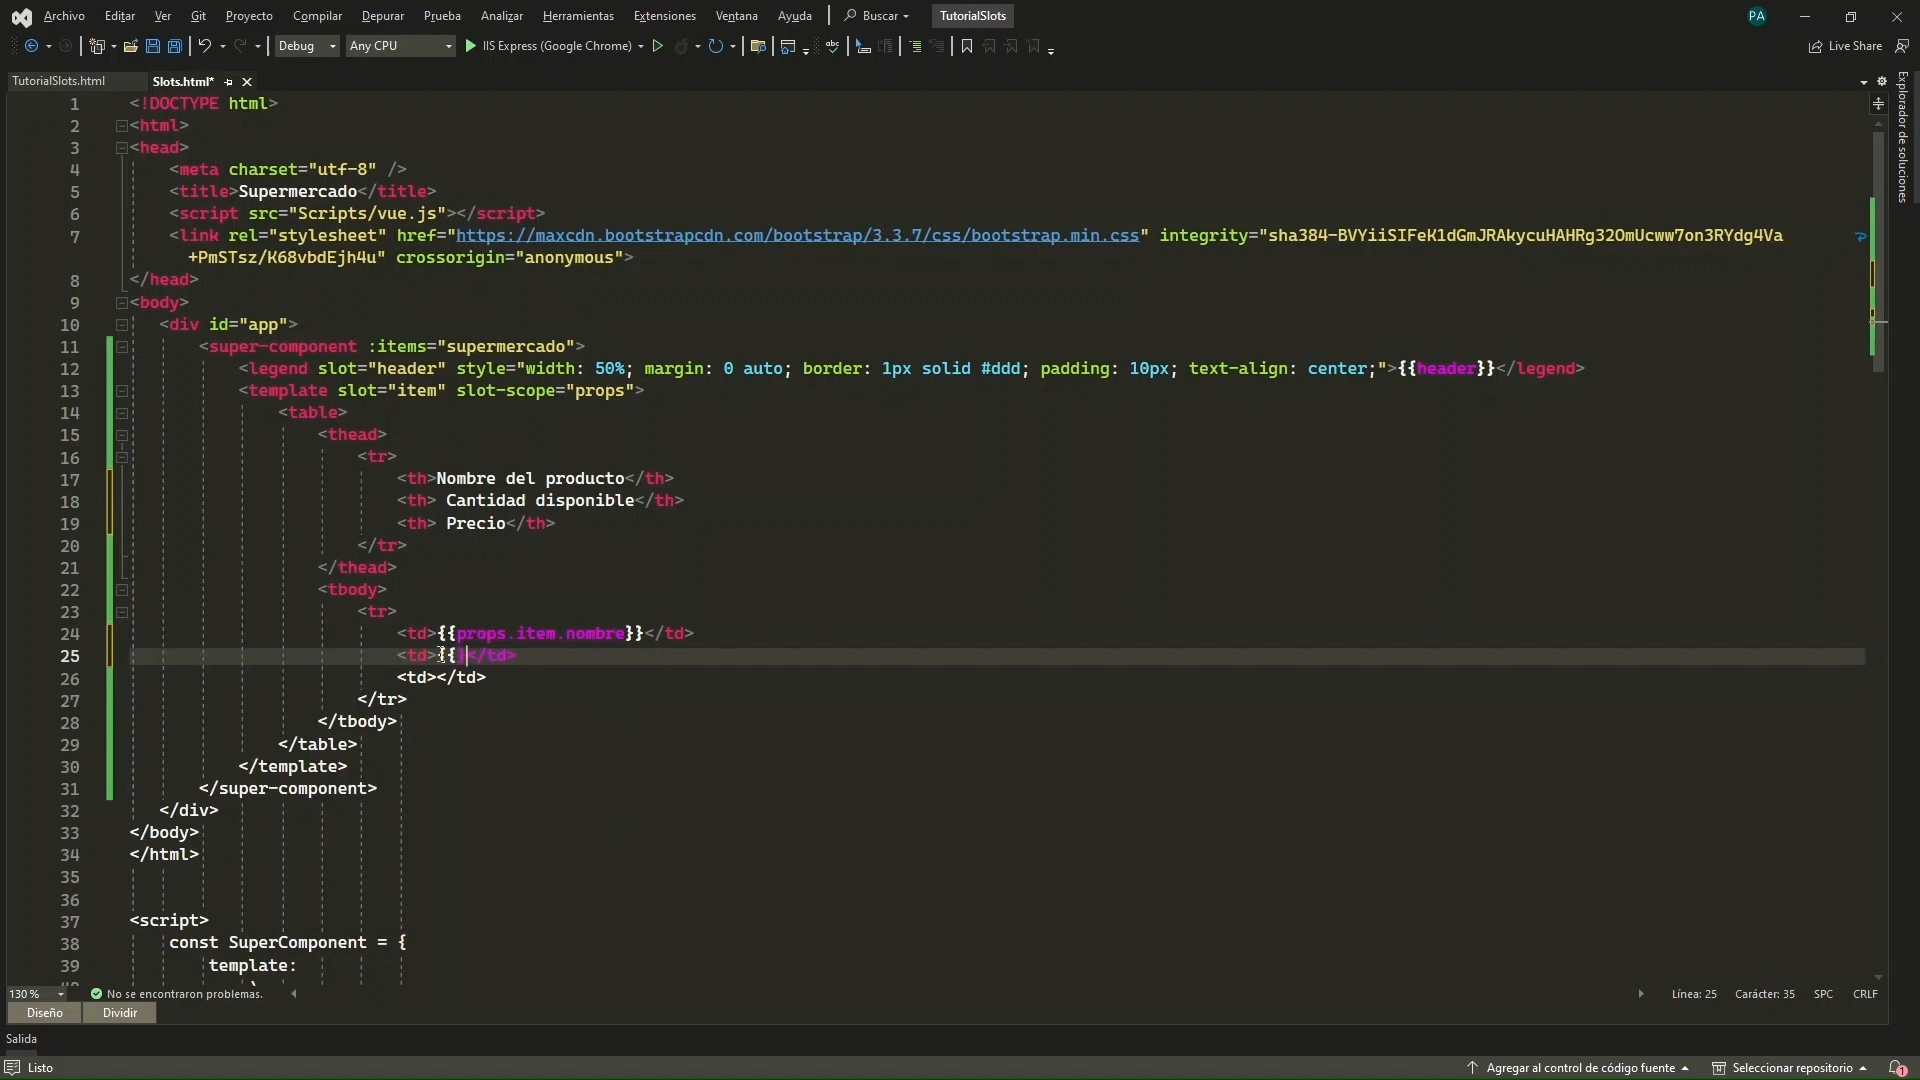 Archivo Editar Ver Git Proyecto Compilar Depurar Prueba Analizar Herramientas Extensiones Ventana Ayuda Buscar TutorialSlots PA
Debug Any CPU IIS Express (Google Chrome) abc Live Share
TutorialSlots.html Slots.html*
Explorador de soluciones
1 <!DOCTYPE html>
2 <html>
3 <head>
4 <meta charset="utf-8" />
5 <title>Supermercado</title>
6 <script src="Scripts/vue.js"></script>
7 <link rel="stylesheet" href="https://maxcdn.bootstrapcdn.com/bootstrap/3.3.7/css/bootstrap.min.css" integrity="sha384-BVYiiSIFeK1dGmJRAkycuHAHRg32OmUcww7on3RYdg4Va
+PmSTsz/K68vbdEjh4u" crossorigin="anonymous">
8 </head>
9 <body>
10 <div id="app">
11 <super-component :items="supermercado">
12 <legend slot="header" style="width: 50%; margin: 0 auto; border: 1px solid #ddd; padding: 10px; text-align: center;">{{header}}</legend>
13 <template slot="item" slot-scope="props">
14 <table>
15 <thead>
16 <tr>
17 <th>Nombre del producto</th>
18 <th> Cantidad disponible</th>
19 <th> Precio</th>
20 </tr>
21 </thead>
22 <tbody>
23 <tr>
24 <td>{{props.item.nombre}}</td>
25 <td>{{}</td>
26 <td></td>
27 </tr>
28 </tbody>
29 </table>
30 </template>
31 </super-component>
32 </div>
33 </body>
34 </html>
35
36
37 <script>
38 const SuperComponent = {
39 template:
130 % No se encontraron problemas. Línea: 25 Carácter: 35 SPC CRLF
Diseño Dividir
Salida
Listo Agregar al control de código fuente Seleccionar repositorio 1